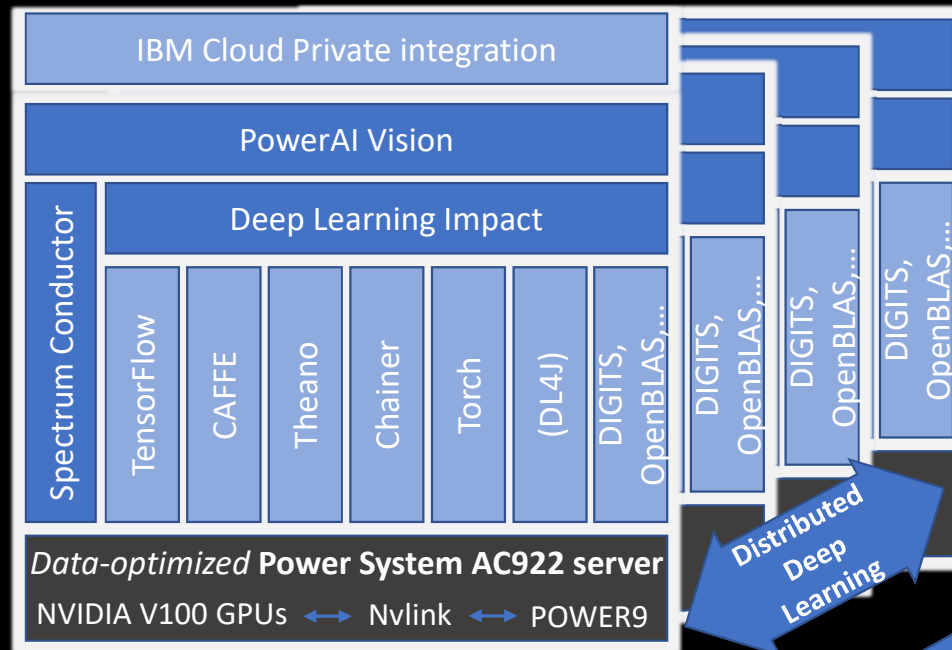 IBM Cloud Private integration
PowerAI Vision
Spectrum Conductor
Deep Learning Impact
TensorFlow
CAFFE
Theano
Chainer
Torch
(DL4J)
DIGITS,
OpenBLAS,...
DIGITS,
OpenBLAS,...
DIGITS,
OpenBLAS,...
DIGITS,
OpenBLAS,...
Data-optimized Power System AC922 server
NVIDIA V100 GPUs Nvlink POWER9
Distributed
Deep
Learning